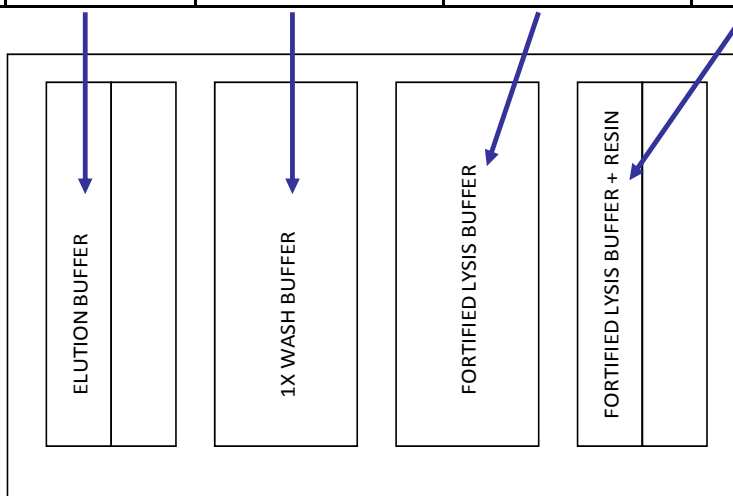 ELUTION BUFFER
1X WASH BUFFER
FORTIFIED LYSIS BUFFER
FORTIFIED LYSIS BUFFER + RESIN